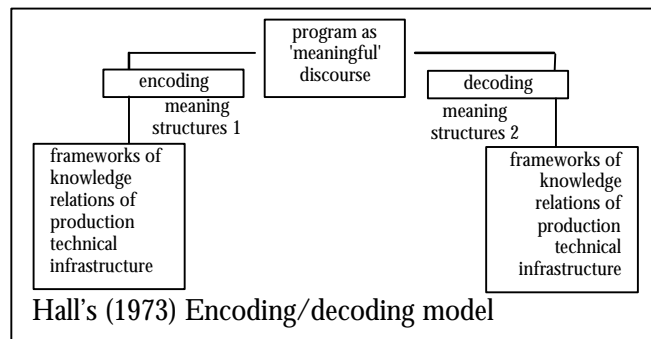 program as
'meaningful'
discourse
encoding
decoding
meaning
structures 1
meaning
structures 2
frameworks of
knowledge
relations of
production
technical
infrastructure
frameworks of
knowledge
relations of
production
technical
infrastructure
Hall's (1973) Encoding/decoding model